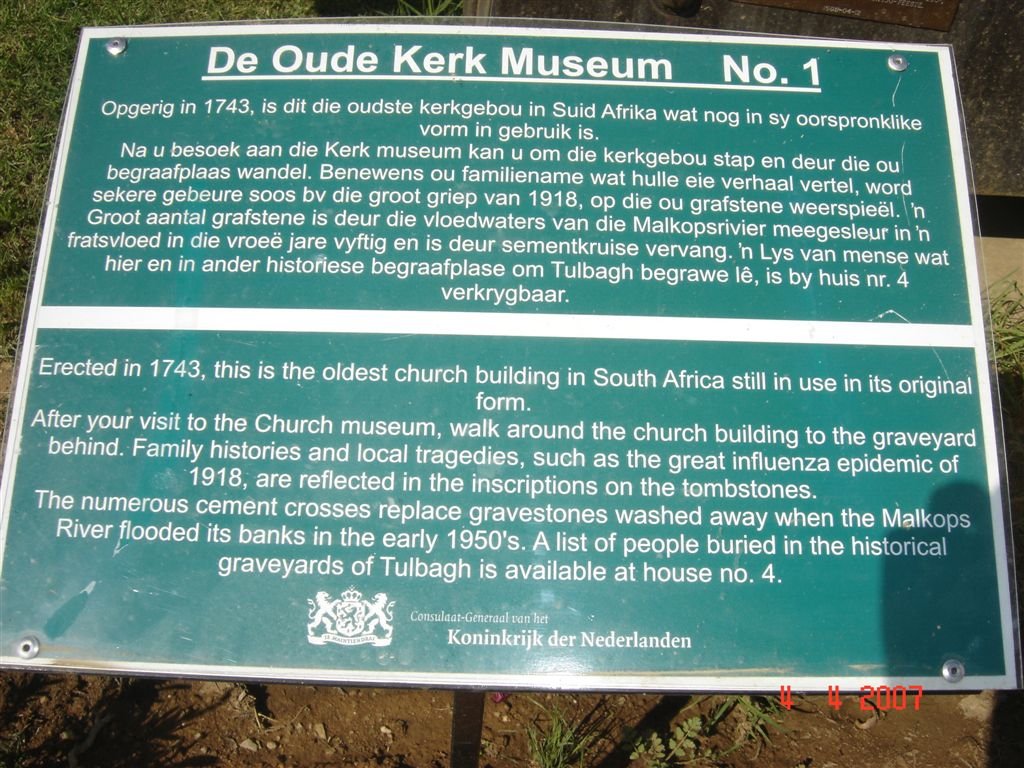 De Oude Kerk Museum No. 1
Opgerig in 1743, is dit die oudste kerkgebou in Suid Afrika wat nog in sy oorspronklike
vorm in gebruik is.
Na u besoek aan die Kerk museum kan u om die kerkgebou stap en deur die ou
begraafplaas wandel. Benewens ou familiename wat hulle eie verhaal vertel, word
sekere gebeure soos bv die groot griep van 1918, op die ou grafstene weerspieël. 'n
Groot aantal grafstene is deur die vloedwaters van die Malkopsrivier meegesleur in 'n
fratsvloed in die vroeë jare vyftig en is deur sementkruise vervang. 'n Lys van mense wat
hier en in ander historiese begraafplase om Tulbagh begrawe lê, is by huis nr. 4
verkrygbaar.
Erected in 1743, this is the oldest church building in South Africa still in use in its original
form.
After your visit to the Church museum, walk around the church building to the graveyard
behind. Family histories and local tragedies, such as the great influenza epidemic of
1918, are reflected in the inscriptions on the tombstones.
The numerous cement crosses replace gravestones washed away when the Malkops
River flooded its banks in the early 1950's. A list of people buried in the historical
graveyards of Tulbagh is available at house no. 4.
JE MAINTIENDRAI
Consulaat-Generaal van het
Koninkrijk der Nederlanden
4 4 2007